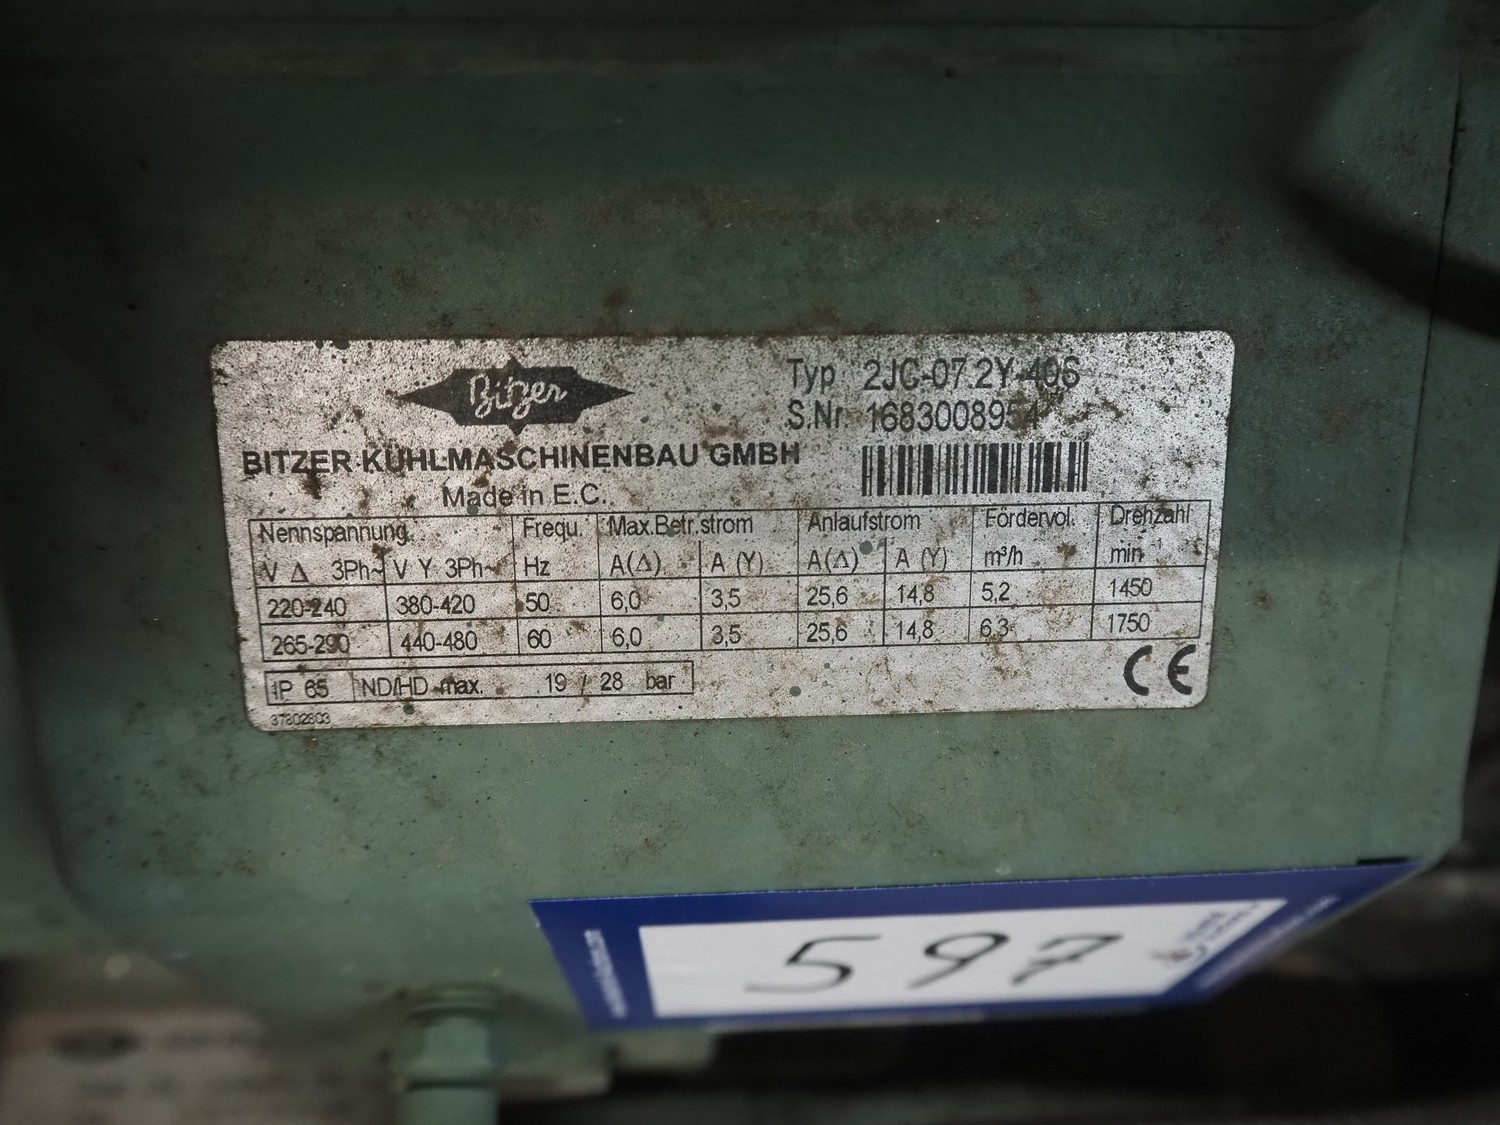 Bitzer
Typ 2JC-07.2Y-40S
S.Nr. 1683008954
BITZER KÜHLMASCHINENBAU GMBH
Made in E.C.
Nennspannung Frequ. Max.Betr.strom Anlaufstrom Fördervol. Drehzahl
V Δ 3Ph~ V Y 3Ph~ Hz A(Δ) A (Y) A(Δ) A (Y) m³/h min⁻¹
220-240 380-420 50 6,0 3,5 25,6 14,8 5,2 1450
265-290 440-480 60 6,0 3,5 25,6 14,8 6,3 1750
IP 65 ND/HD max. 19 / 28 bar
CE
37802803
597